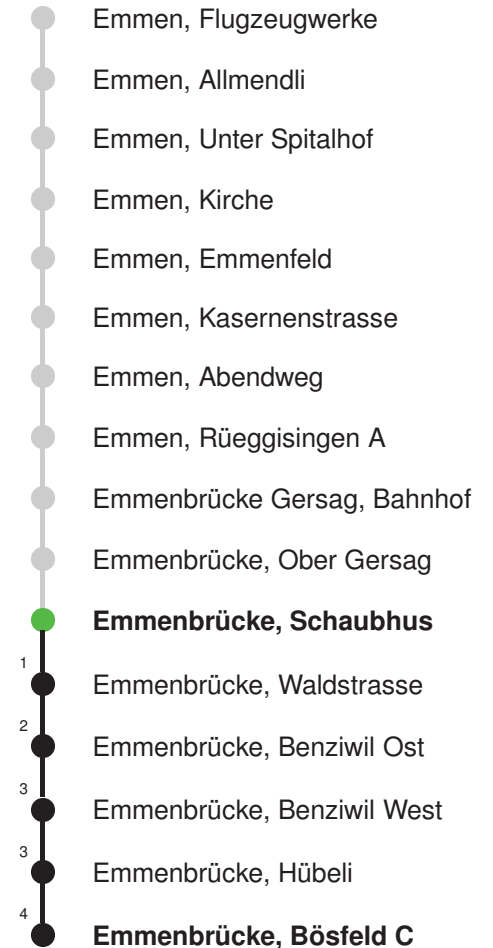 Emmen, Flugzeugwerke
Emmen, Allmendli
Emmen, Unter Spitalhof
Emmen, Kirche
Emmen, Emmenfeld
Emmen, Kasernenstrasse
Emmen, Abendweg
Emmen, Rüeggisingen A
Emmenbrücke Gersag, Bahnhof
Emmenbrücke, Ober Gersag
Emmenbrücke, Schaubhus
1 Emmenbrücke, Waldstrasse
2 Emmenbrücke, Benziwil Ost
3 Emmenbrücke, Benziwil West
3 Emmenbrücke, Hübeli
4 Emmenbrücke, Bösfeld C